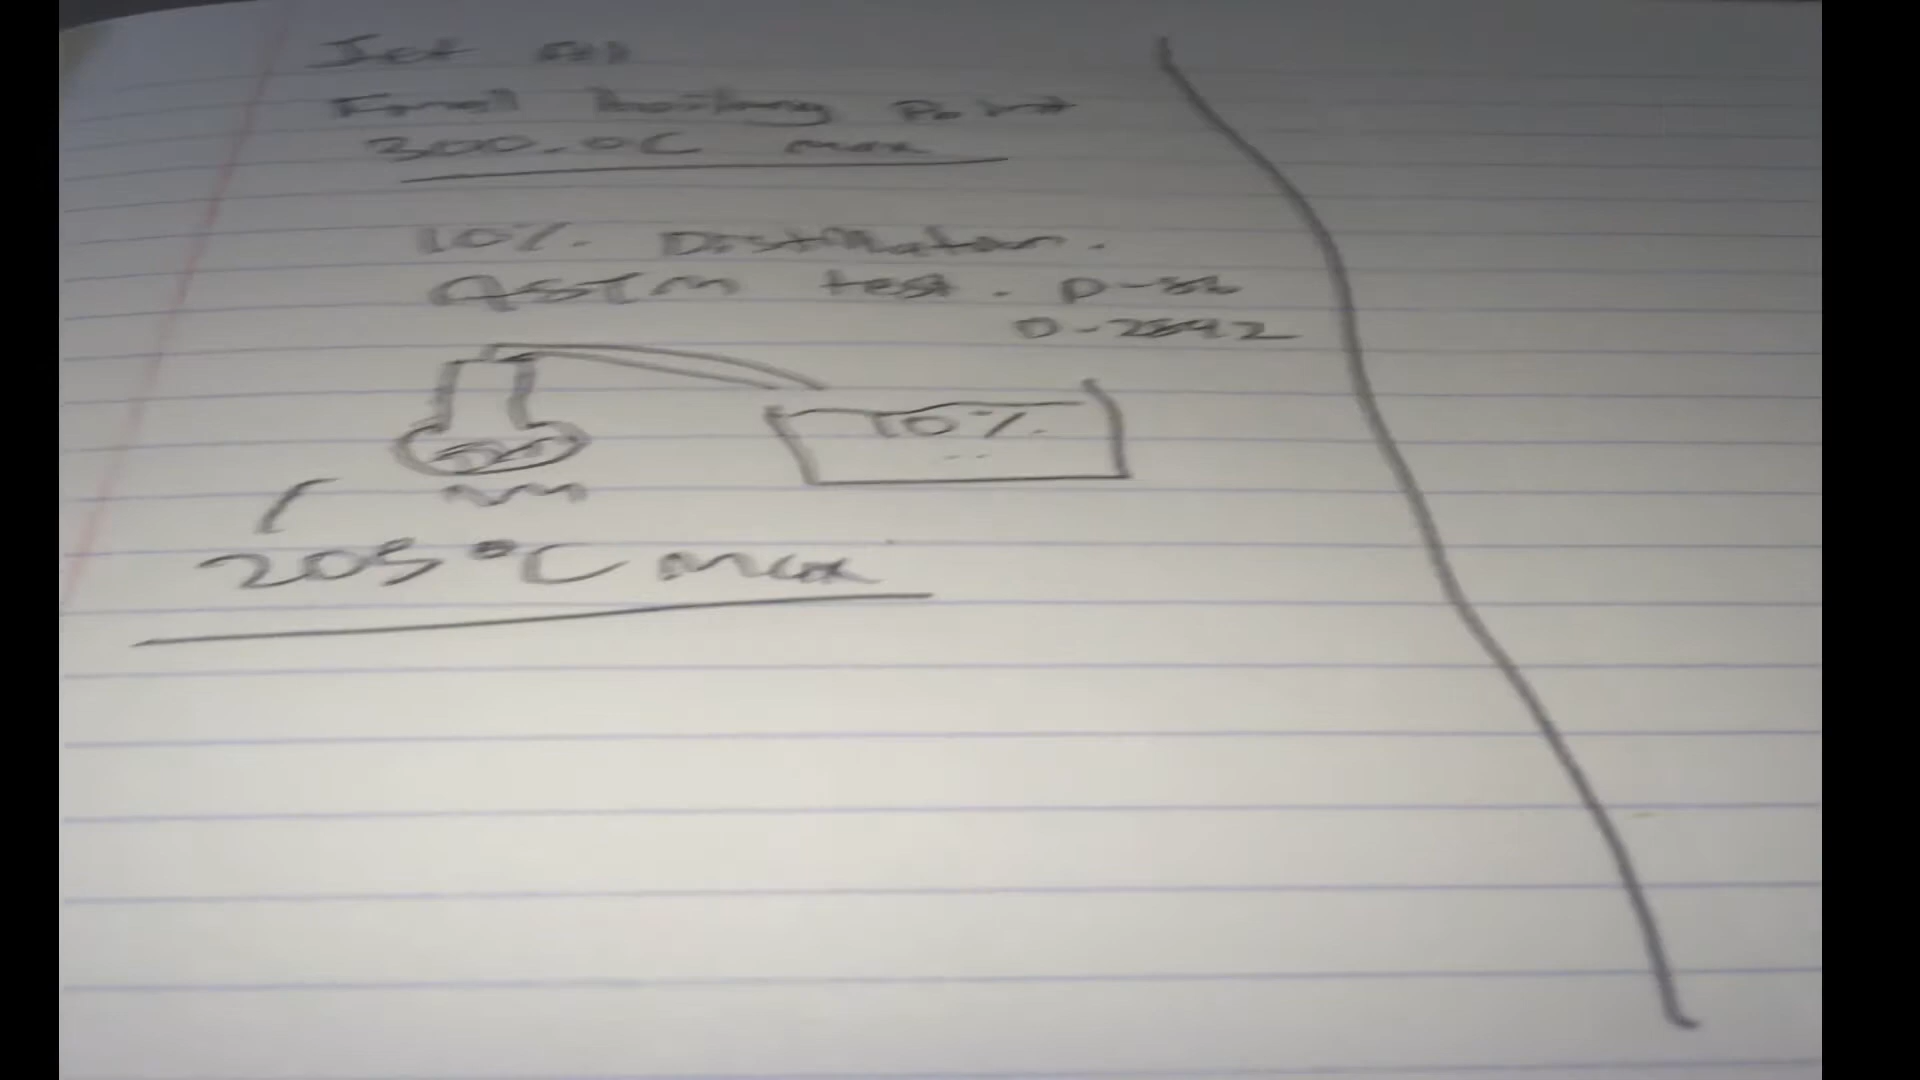 Jet A1
Final boiling Point
300.0C max
10% Distillation.
ASTM test. D-86
D-2892
10%
205°C Max